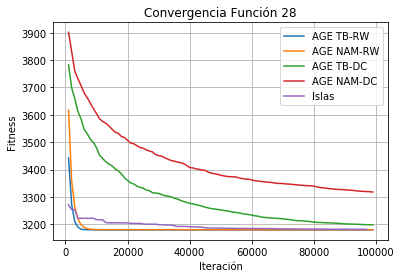 Convergencia Función 28
3900
3800
3700
3600
3500
3400
3300
3200
Fitness
AGE TB-RW
AGE NAM-RW
AGE TB-DC
AGE NAM-DC
Islas
0 20000 40000 60000 80000 100000
Iteración